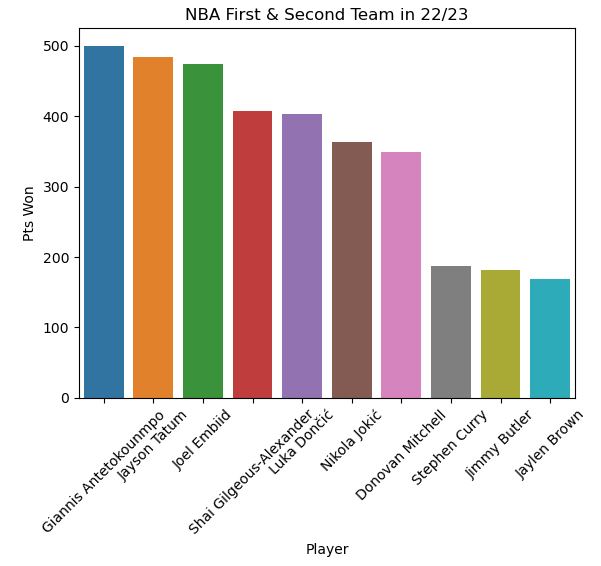 NBA First & Second Team in 22/23
Pts Won
500
400
300
200
100
0
Giannis Antetokounmpo
Jayson Tatum
Joel Embiid
Shai Gilgeous-Alexander
Luka Dončić
Nikola Jokić
Donovan Mitchell
Stephen Curry
Jimmy Butler
Jaylen Brown
Player